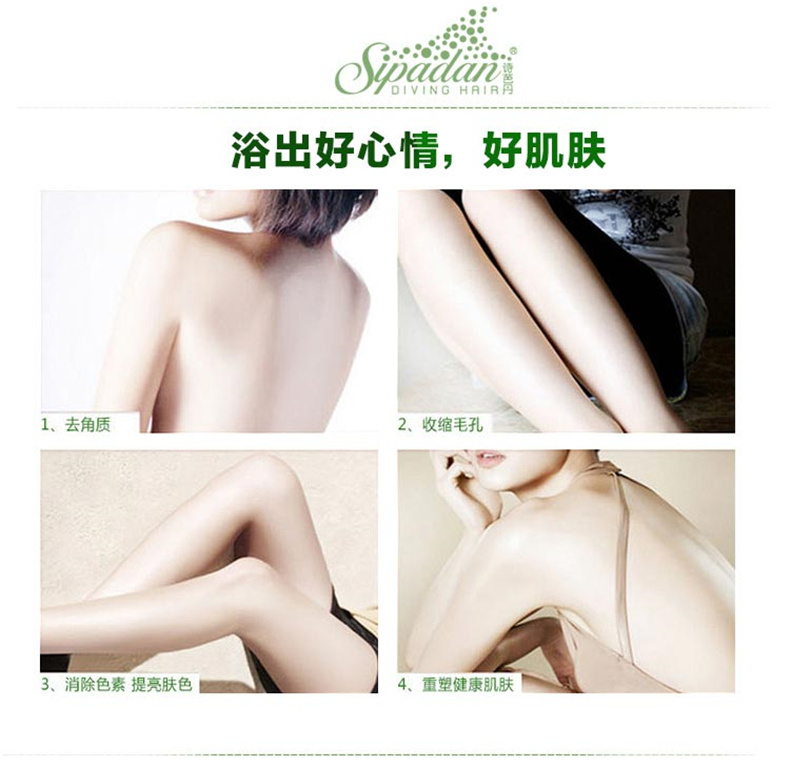 Sipadan®
诗芭丹
DIVING HAIR
浴出好心情，好肌肤
1、去角质
2、收缩毛孔
3、消除色素 提亮肤色
4、重塑健康肌肤